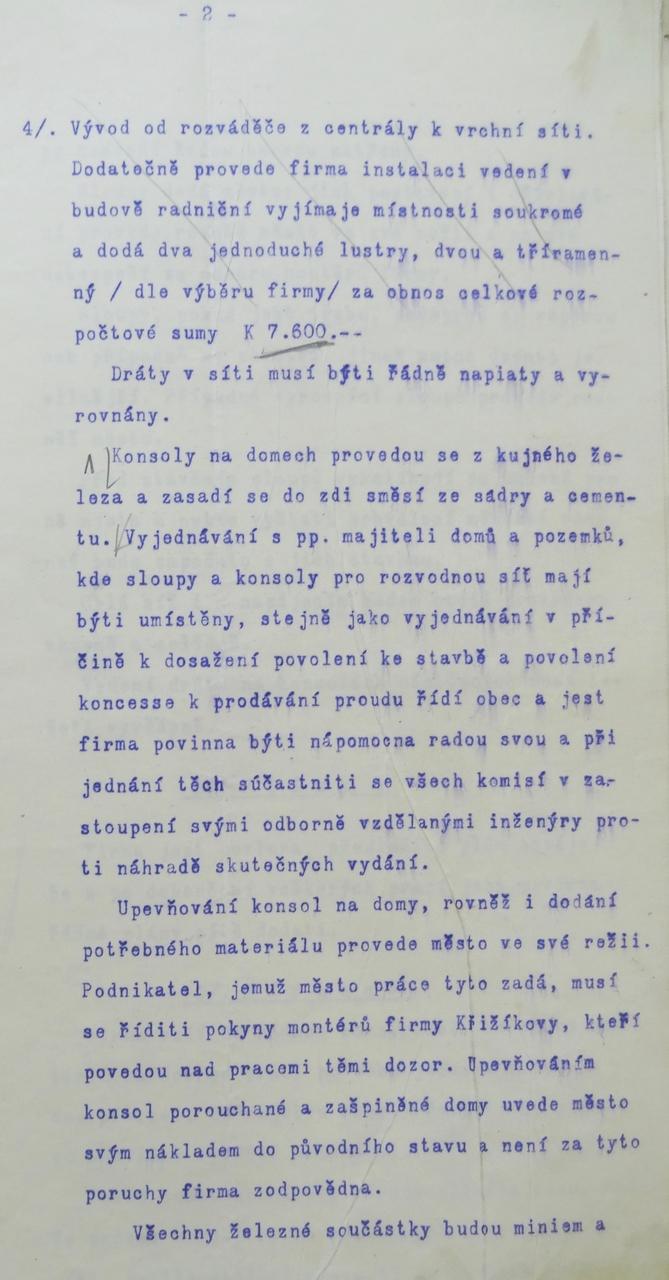 - 2 -
4/. Vývod od rozváděče z centrály k vrchní síti.
Dodatečně provede firma instalaci vedení v
budově radniční vyjímaje místnosti soukromé
a dodá dva jednoduché lustry, dvou a tříramen-
ný / dle výběru firmy/ za obnos celkové roz-
počtové sumy K 7.600.--
Dráty v síti musí býti řádně napiaty a vy-
rovnány.
Konsoly na domech provedou se z kujného že-
leza a zasadí se do zdi směsí ze sádry a cemen-
tu. Vyjednávání s pp. majiteli domů a pozemků,
kde sloupy a konsoly pro rozvodnou síť mají
býti umístěny, stejně jako vyjednávání v pří-
čině k dosažení povolení ke stavbě a povolení
koncesse k prodávání proudu řídí obec a jest
firma povinna býti nápomocna radou svou a při
jednání těch súčastniti se všech komisí v za-
stoupení svými odborně vzdělanými inženýry pro-
ti náhradě skutečných vydání.
Upevňování konsol na domy, rovněž i dodání
potřebného materiálu provede město ve své režii.
Podnikatel, jemuž město práce tyto zadá, musí
se říditi pokyny montérů firmy Křižíkovy, kteří
povedou nad pracemi těmi dozor. Upevňováním
konsol porouchané a zašpiněné domy uvede město
svým nákladem do původního stavu a není za tyto
poruchy firma zodpovědna.
Všechny železné součástky budou miniem a